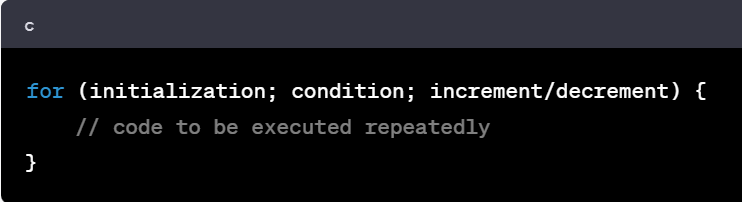 c
for (initialization; condition; increment/decrement) {
    // code to be executed repeatedly
}